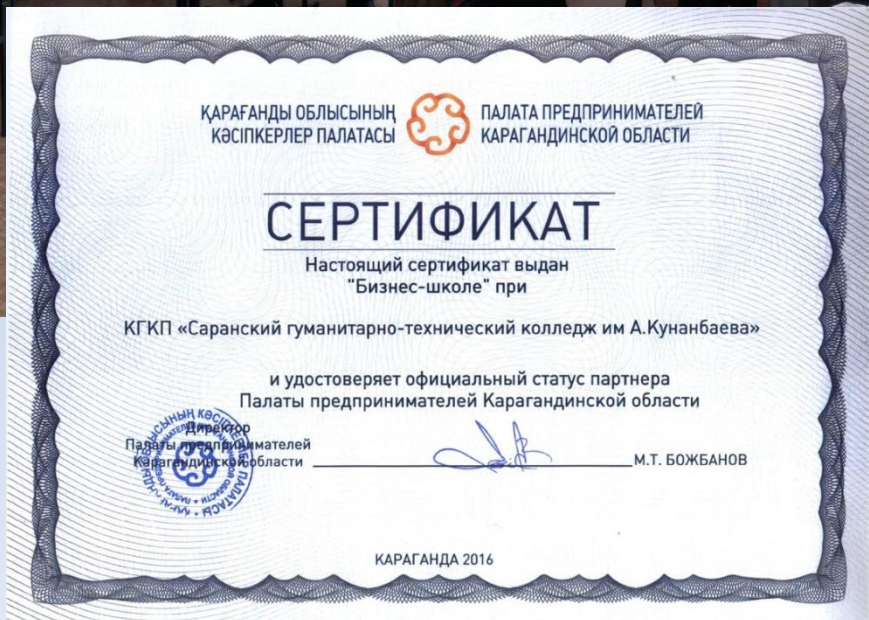 ҚАРАҒАНДЫ ОБЛЫСЫНЫҢ
КӘСІПКЕРЛЕР ПАЛАТАСЫ
ПАЛАТА ПРЕДПРИНИМАТЕЛЕЙ
КАРАГАНДИНСКОЙ ОБЛАСТИ
СЕРТИФИКАТ
Настоящий сертификат выдан
"Бизнес-школе" при
КГКП «Саранский гуманитарно-технический колледж им А.Кунанбаева»
и удостоверяет официальный статус партнера
Палаты предпринимателей Карагандинской области
Директор
Палаты предпринимателей
Карагандинской области
М.Т. БОЖБАНОВ
КАРАГАНДА 2016